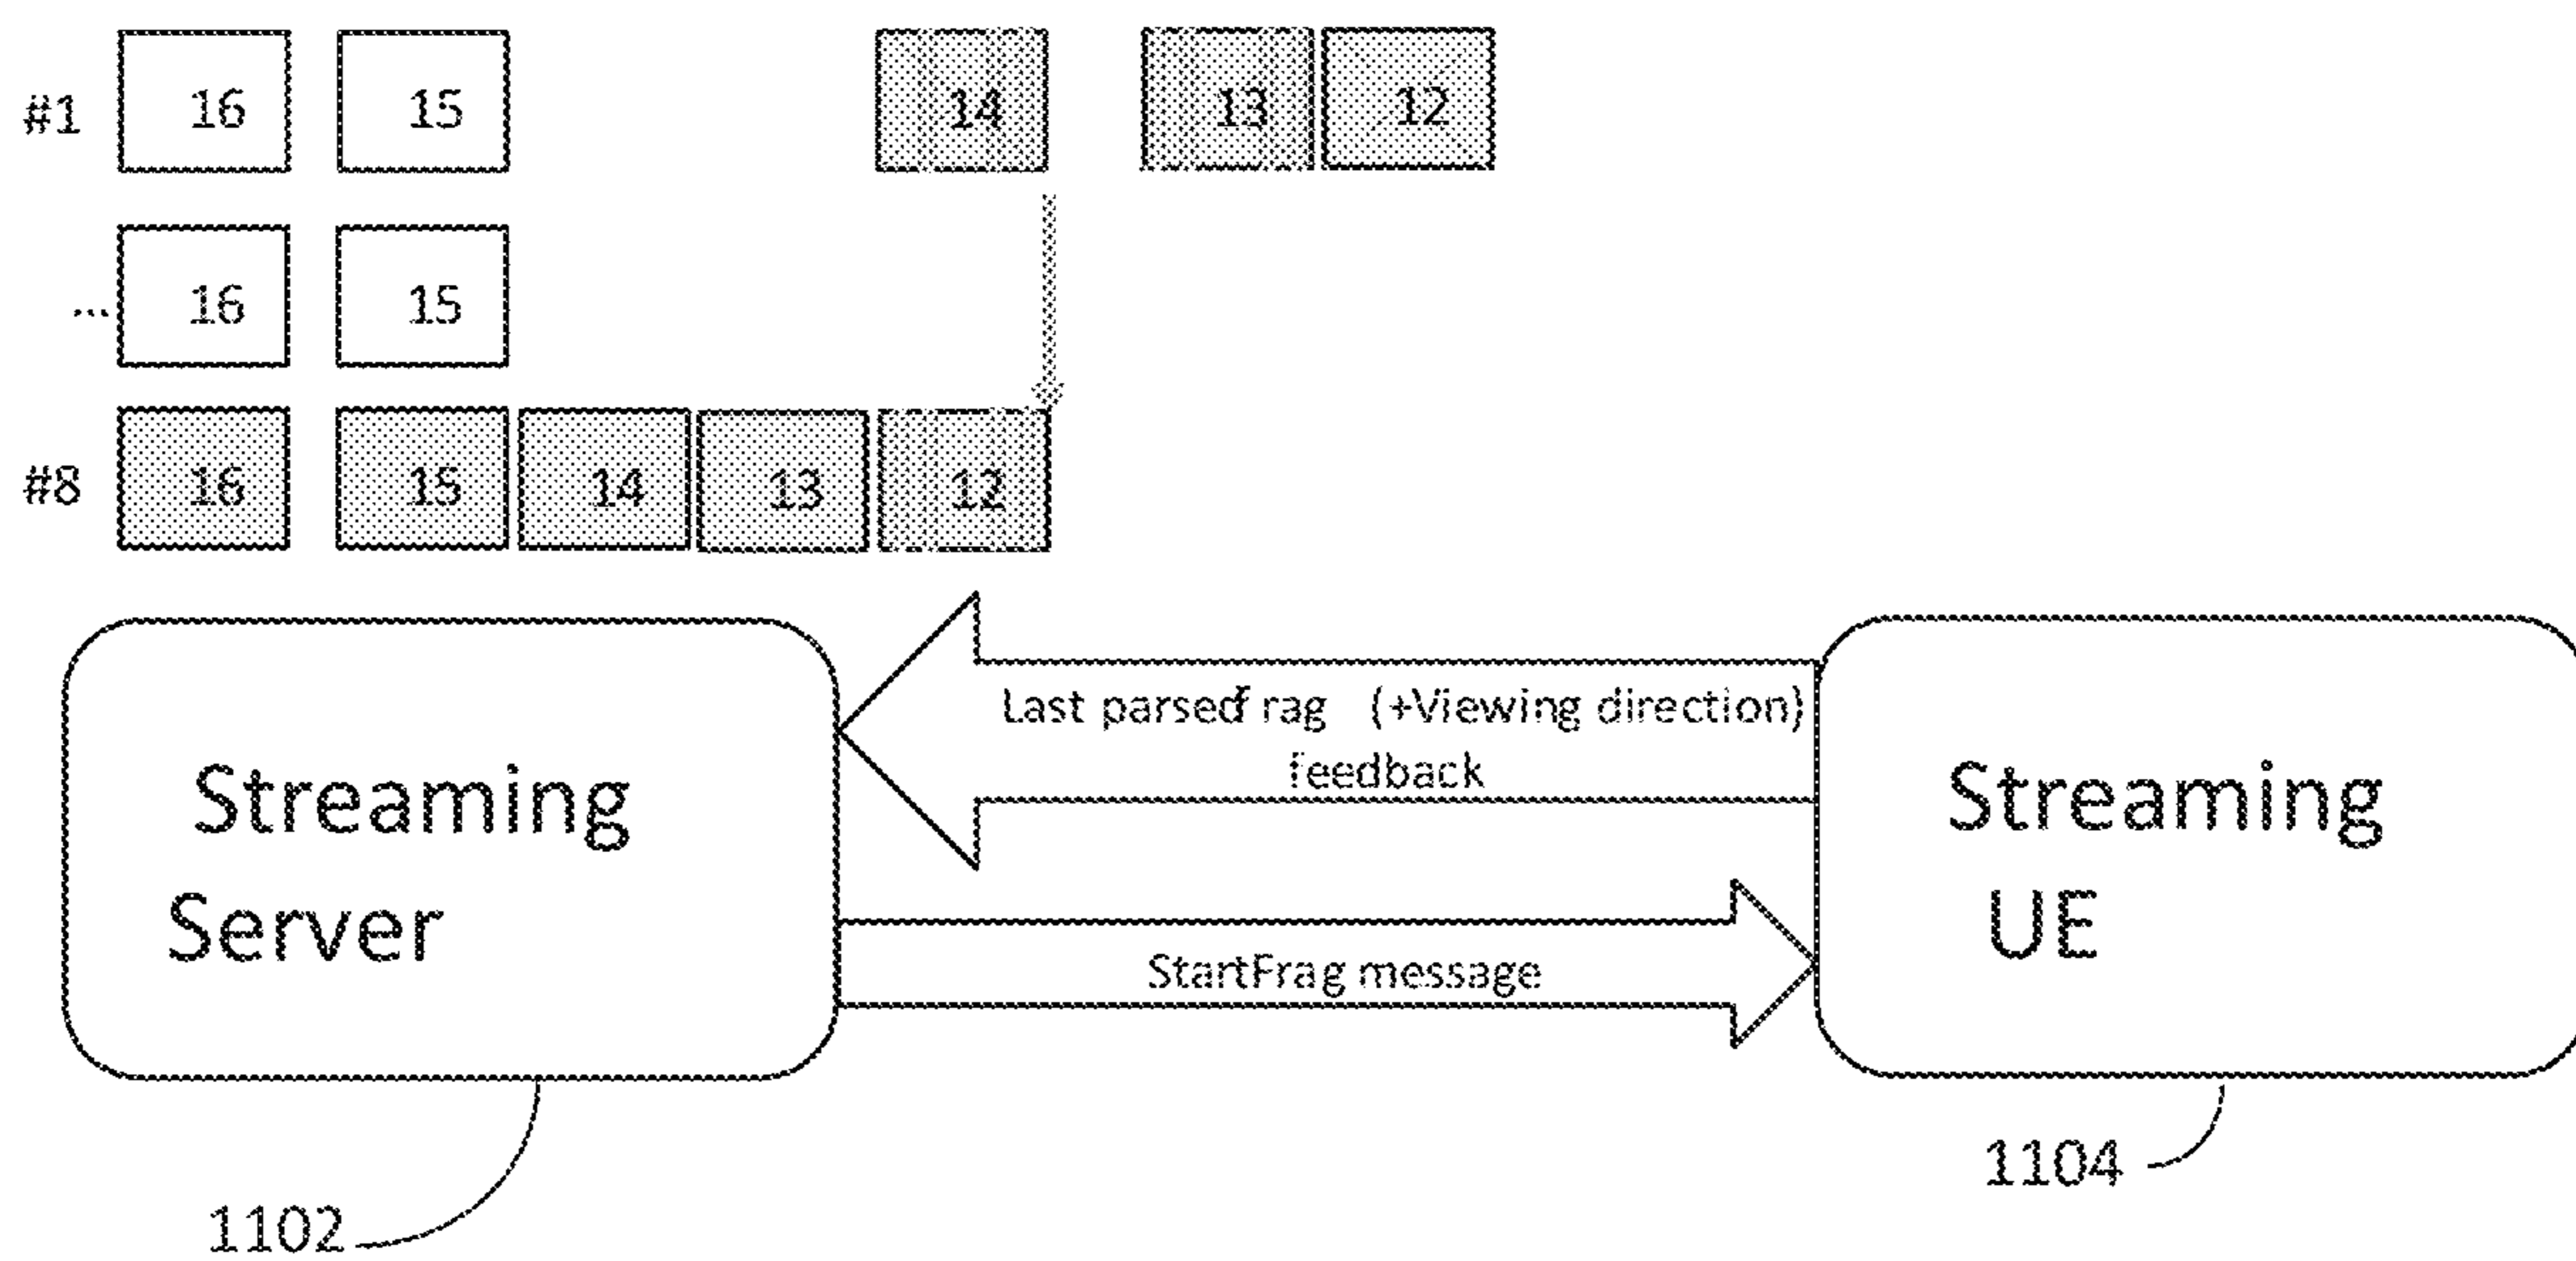 #1 16 15 14 13 12
... 16 15
#8 16 15 14 13 12
Last parsedf rag (+Viewing direction)
feedback
Streaming
Server
Streaming
UE
StartFrag message
1102
1104